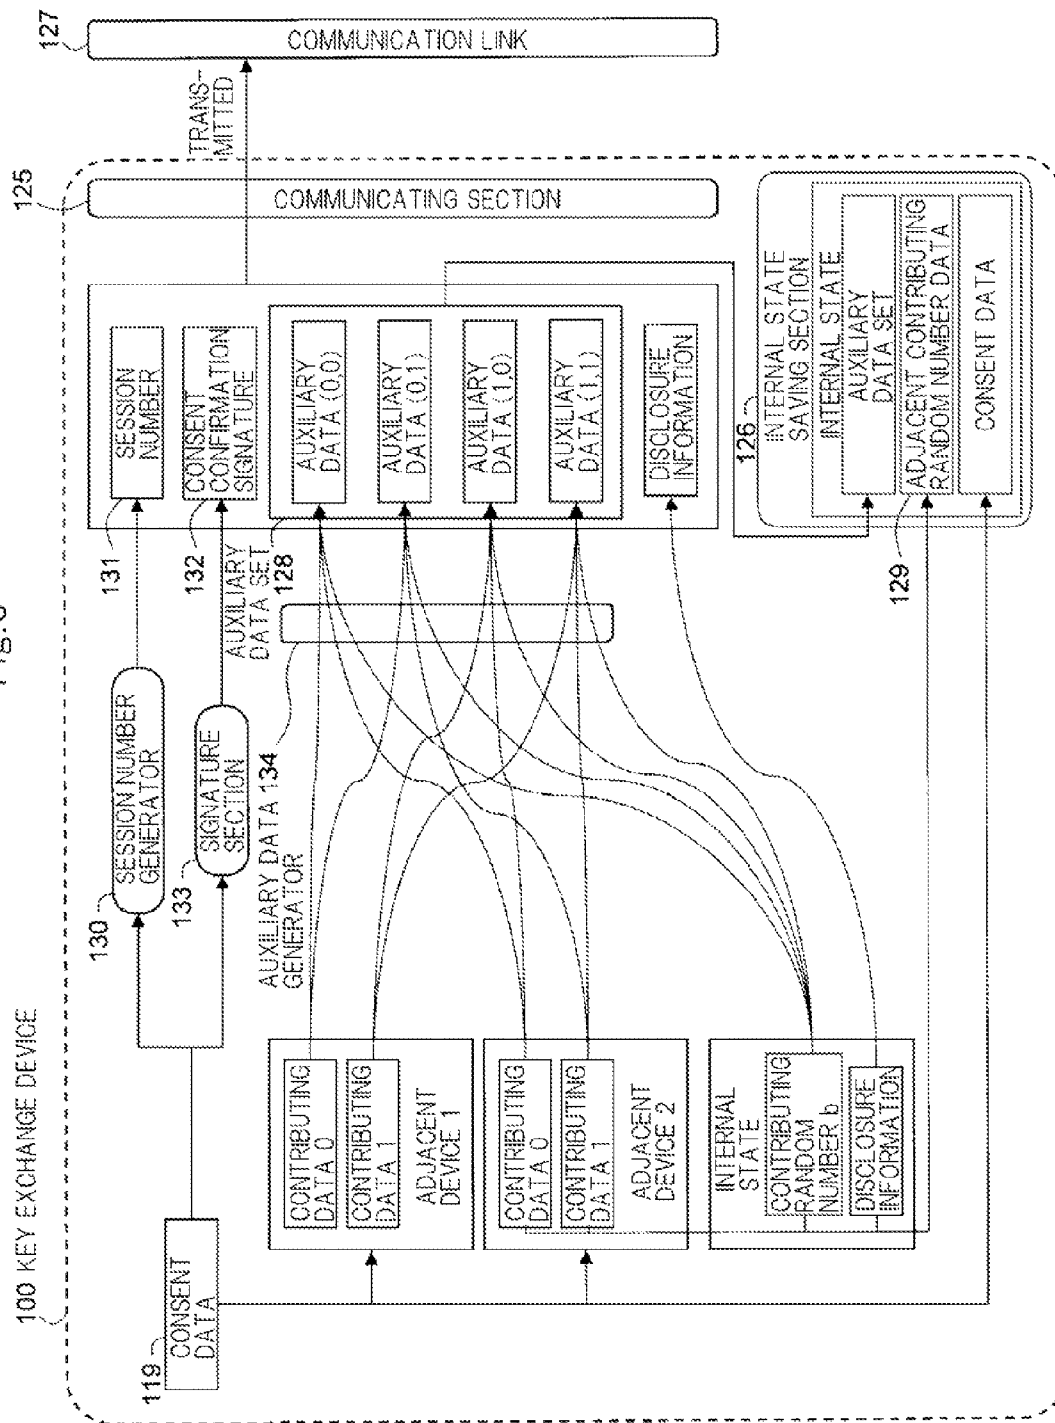 100 KEY EXCHANGE DEVICE
119
CONSENT
DATA
130
SESSION NUMBER
GENERATOR
133
SIGNATURE
SECTION
131
SESSION
NUMBER
132
CONSENT
CONFIRMATION
SIGNATURE
AUXILIARY
DATA SET
128
AUXILIARY DATA 134
GENERATOR
AUXILIARY
DATA (0,0)
AUXILIARY
DATA (0,1)
AUXILIARY
DATA (1,0)
AUXILIARY
DATA (1,1)
DISCLOSURE
INFORMATION
125
COMMUNICATING SECTION
TRANS-
MITTED
127
COMMUNICATION LINK
CONTRIBUTING
DATA 0
CONTRIBUTING
DATA 1
ADJACENT
DEVICE 1
CONTRIBUTING
DATA 0
CONTRIBUTING
DATA 1
ADJACENT
DEVICE 2
INTERNAL
STATE
CONTRIBUTING
RANDOM
NUMBER b
DISCLOSURE
INFORMATION
126
INTERNAL STATE
SAVING SECTION
INTERNAL STATE
AUXILIARY
DATA SET
129
ADJACENT CONTRIBUTING
RANDOM NUMBER DATA
CONSENT DATA